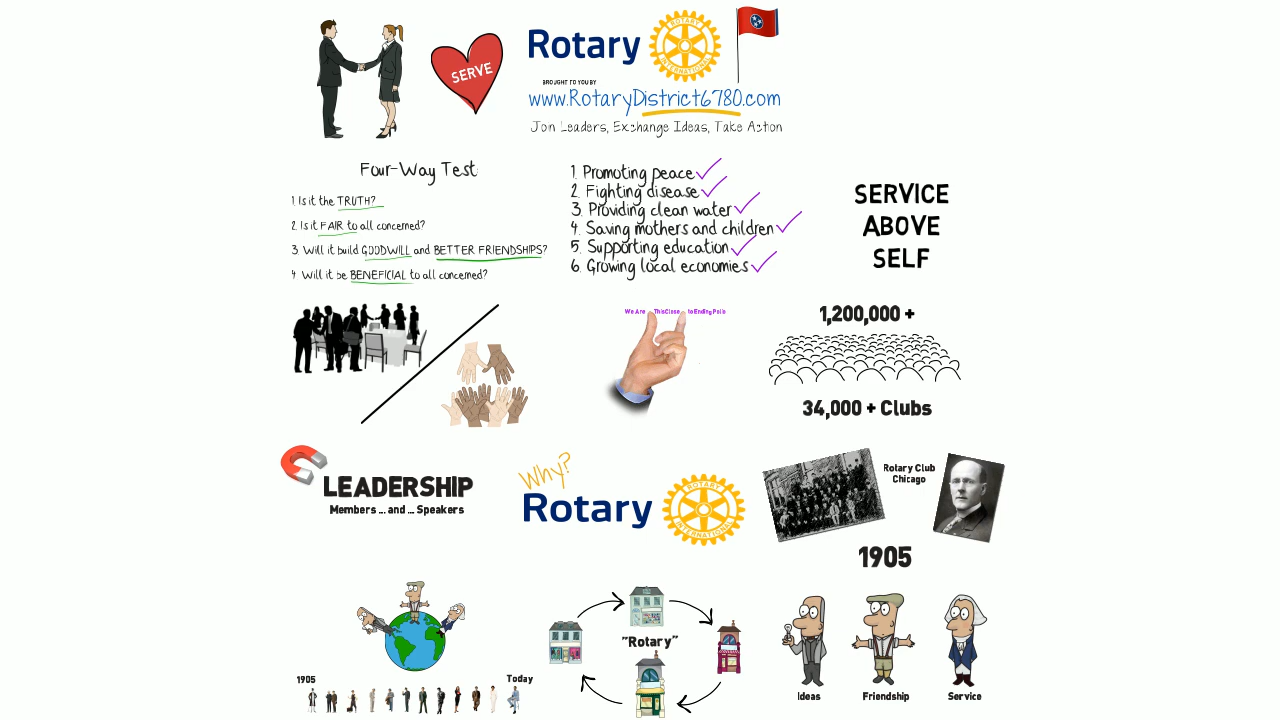 SERVE
Rotary
ROTARY
INTERNATIONAL
BROUGHT TO YOU BY
www.RotaryDistrict6780.com
Join Leaders, Exchange Ideas, Take Action
Four-Way Test
1. Is it the TRUTH?
2. Is it FAIR to all concerned?
3. Will it build GOODWILL and BETTER FRIENDSHIPS?
4. Will it be BENEFICIAL to all concerned?
1. Promoting peace
2. Fighting disease
3. Providing clean water
4. Saving mothers and children
5. Supporting education
6. Growing local economies
SERVICE
ABOVE
SELF
We Are ThisClose to Ending Polio
1,200,000 +
34,000 + Clubs
LEADERSHIP
Members ... and ... Speakers
Why?
Rotary
ROTARY
INTERNATIONAL
Rotary Club
Chicago
1905
1905
Today
"Rotary"
Ideas
Friendship
Service